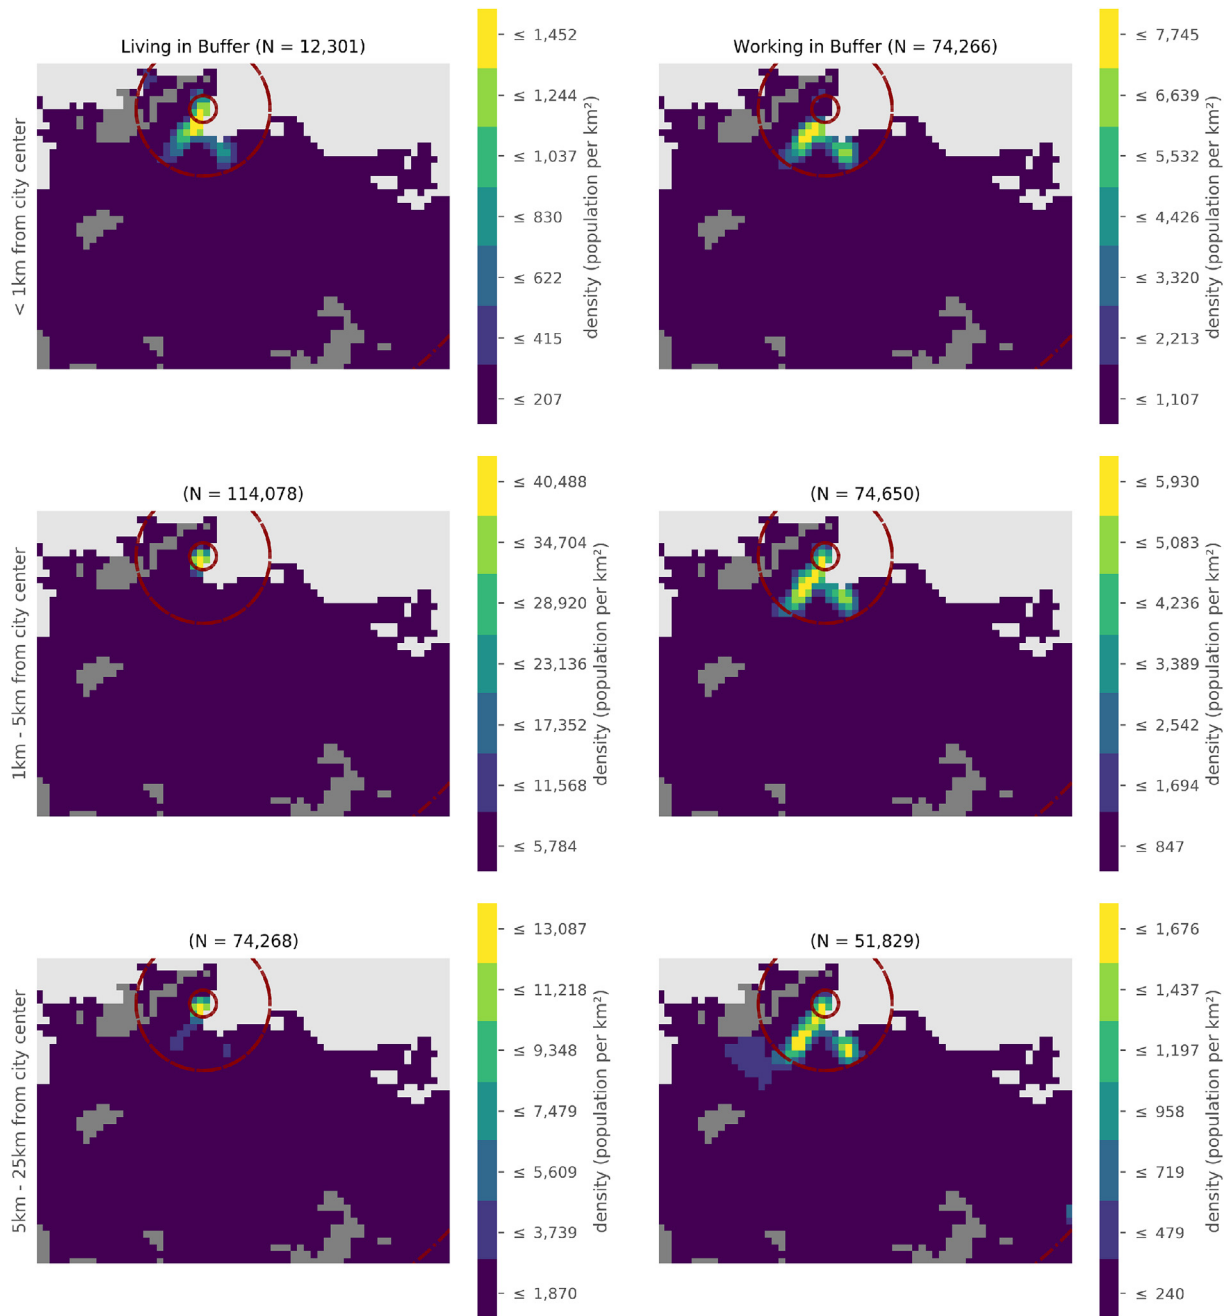 Living in Buffer (N = 12,301)
< 1km from city center
≤ 1,452
≤ 1,244
≤ 1,037
≤ 830
≤ 622
≤ 415
≤ 207
density (population per km²)
Working in Buffer (N = 74,266)
≤ 7,745
≤ 6,639
≤ 5,532
≤ 4,426
≤ 3,320
≤ 2,213
≤ 1,107
density (population per km²)
(N = 114,078)
1km - 5km from city center
≤ 40,488
≤ 34,704
≤ 28,920
≤ 23,136
≤ 17,352
≤ 11,568
≤ 5,784
density (population per km²)
(N = 74,650)
≤ 5,930
≤ 5,083
≤ 4,236
≤ 3,389
≤ 2,542
≤ 1,694
≤ 847
density (population per km²)
(N = 74,268)
5km - 25km from city center
≤ 13,087
≤ 11,218
≤ 9,348
≤ 7,479
≤ 5,609
≤ 3,739
≤ 1,870
density (population per km²)
(N = 51,829)
≤ 1,676
≤ 1,437
≤ 1,197
≤ 958
≤ 719
≤ 479
≤ 240
density (population per km²)